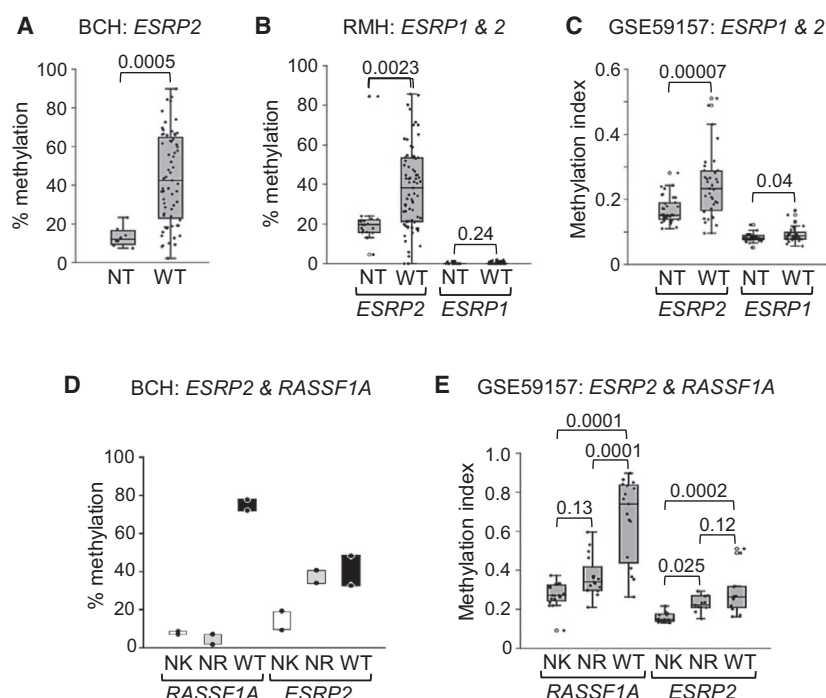 A BCH: ESRP2
0.0005
% methylation
100
80
60
40
20
0
NT WT
B RMH: ESRP1 & 2
0.0023
0.24
% methylation
100
80
60
40
20
0
NT WT NT WT
ESRP2 ESRP1
C GSE59157: ESRP1 & 2
0.00007
0.04
Methylation index
0.6
0.4
0.2
0
NT WT NT WT
ESRP2 ESRP1
D BCH: ESRP2 & RASSF1A
% methylation
100
80
60
40
20
0
NK NR WT NK NR WT
RASSF1A ESRP2
E GSE59157: ESRP2 & RASSF1A
0.0001
0.0001
0.13
0.0002
0.12
0.025
Methylation index
1.0
0.8
0.6
0.4
0.2
0
NK NR WT NK NR WT
RASSF1A ESRP2